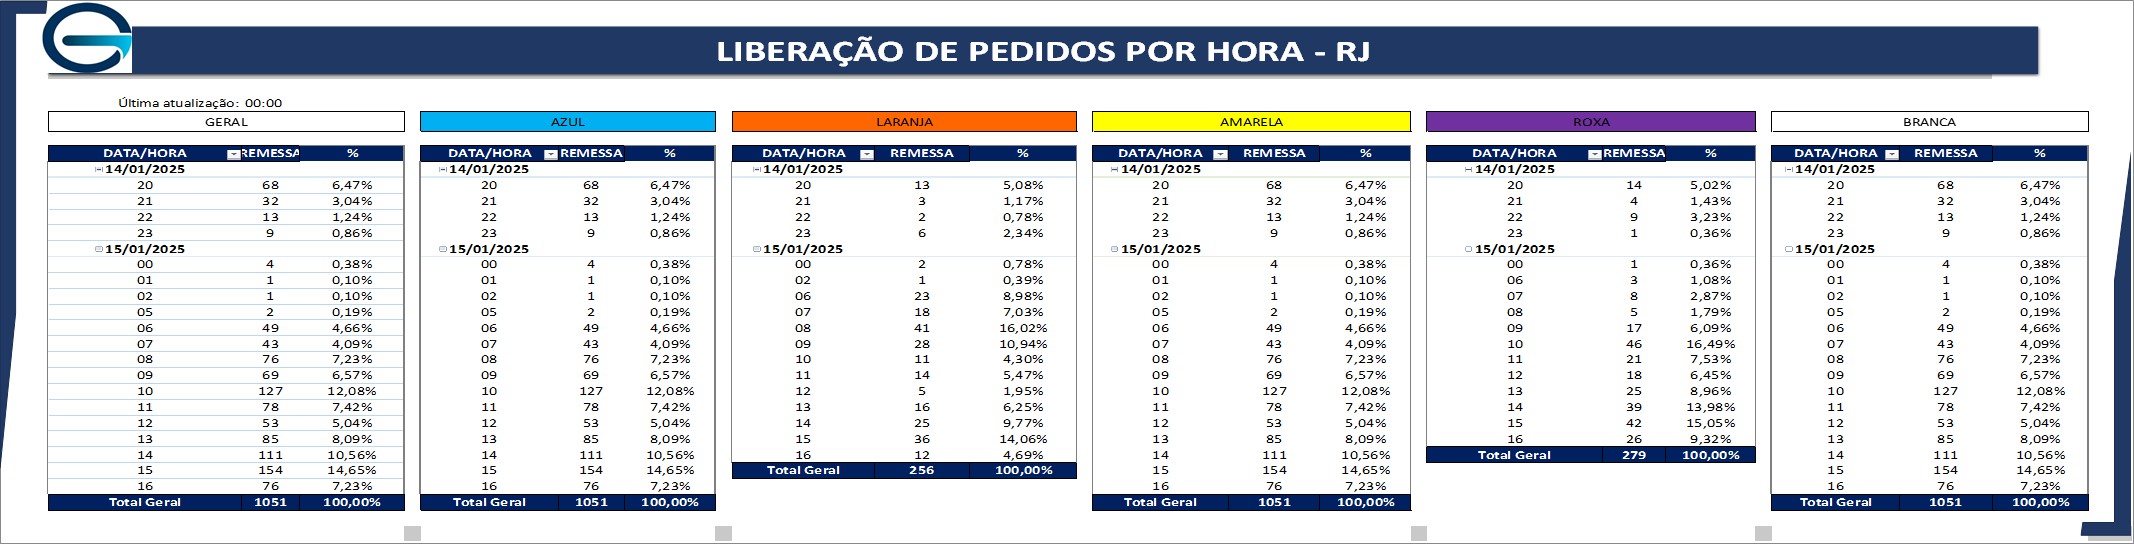 LIBERAÇÃO DE PEDIDOS POR HORA - RJ
Última atualização: 00:00
GERAL AZUL LARANJA AMARELA ROXA BRANCA
DATA/HORA REMESSA % DATA/HORA REMESSA % DATA/HORA REMESSA % DATA/HORA REMESSA % DATA/HORA REMESSA % DATA/HORA REMESSA %
14/01/2025 14/01/2025 14/01/2025 14/01/2025 14/01/2025 14/01/2025
20 68 6,47% 20 68 6,47% 20 13 5,08% 20 68 6,47% 20 14 5,02% 20 68 6,47%
21 32 3,04% 21 32 3,04% 21 3 1,17% 21 32 3,04% 21 4 1,43% 21 32 3,04%
22 13 1,24% 22 13 1,24% 22 2 0,78% 22 13 1,24% 22 9 3,23% 22 13 1,24%
23 9 0,86% 23 9 0,86% 23 6 2,34% 23 9 0,86% 23 1 0,36% 23 9 0,86%
15/01/2025 15/01/2025 15/01/2025 15/01/2025 15/01/2025 15/01/2025
00 4 0,38% 00 4 0,38% 00 2 0,78% 00 4 0,38% 00 1 0,36% 00 4 0,38%
01 1 0,10% 01 1 0,10% 02 1 0,39% 01 1 0,10% 06 3 1,08% 01 1 0,10%
02 1 0,10% 02 1 0,10% 06 23 8,98% 02 1 0,10% 07 8 2,87% 02 1 0,10%
05 2 0,19% 05 2 0,19% 07 18 7,03% 05 2 0,19% 08 5 1,79% 05 2 0,19%
06 49 4,66% 06 49 4,66% 08 41 16,02% 06 49 4,66% 09 17 6,09% 06 49 4,66%
07 43 4,09% 07 43 4,09% 09 28 10,94% 07 43 4,09% 10 46 16,49% 07 43 4,09%
08 76 7,23% 08 76 7,23% 10 11 4,30% 08 76 7,23% 11 21 7,53% 08 76 7,23%
09 69 6,57% 09 69 6,57% 11 14 5,47% 09 69 6,57% 12 18 6,45% 09 69 6,57%
10 127 12,08% 10 127 12,08% 12 5 1,95% 10 127 12,08% 13 25 8,96% 10 127 12,08%
11 78 7,42% 11 78 7,42% 13 16 6,25% 11 78 7,42% 14 39 13,98% 11 78 7,42%
12 53 5,04% 12 53 5,04% 14 25 9,77% 12 53 5,04% 15 42 15,05% 12 53 5,04%
13 85 8,09% 13 85 8,09% 15 36 14,06% 13 85 8,09% 16 26 9,32% 13 85 8,09%
14 111 10,56% 14 111 10,56% 16 12 4,69% 14 111 10,56% Total Geral 279 100,00% 14 111 10,56%
15 154 14,65% 15 154 14,65% Total Geral 256 100,00% 15 154 14,65% 15 154 14,65%
16 76 7,23% 16 76 7,23% 16 76 7,23% 16 76 7,23%
Total Geral 1051 100,00% Total Geral 1051 100,00% Total Geral 1051 100,00% Total Geral 1051 100,00%